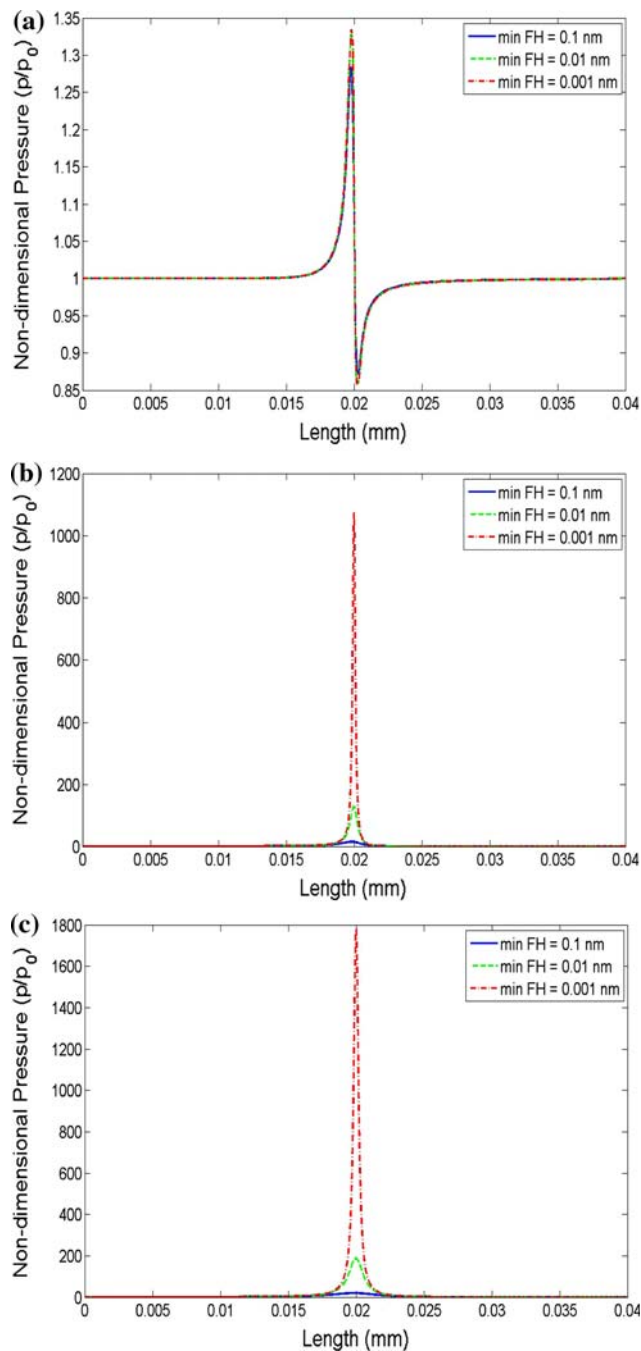 (a)
1.35
1.3
1.25
1.2
1.15
1.1
1.05
1
0.95
0.9
0.85
Non-dimensional Pressure (p/p0)
min FH = 0.1 nm
min FH = 0.01 nm
min FH = 0.001 nm
0 0.005 0.01 0.015 0.02 0.025 0.03 0.035 0.04
Length (mm)
(b)
1200
1000
800
600
400
200
0
Non-dimensional Pressure (p/p0)
min FH = 0.1 nm
min FH = 0.01 nm
min FH = 0.001 nm
0 0.005 0.01 0.015 0.02 0.025 0.03 0.035 0.04
Length (mm)
(c)
1800
1600
1400
1200
1000
800
600
400
200
0
Non-dimensional Pressure (p/p0)
min FH = 0.1 nm
min FH = 0.01 nm
min FH = 0.001 nm
0 0.005 0.01 0.015 0.02 0.025 0.03 0.035 0.04
Length (mm)